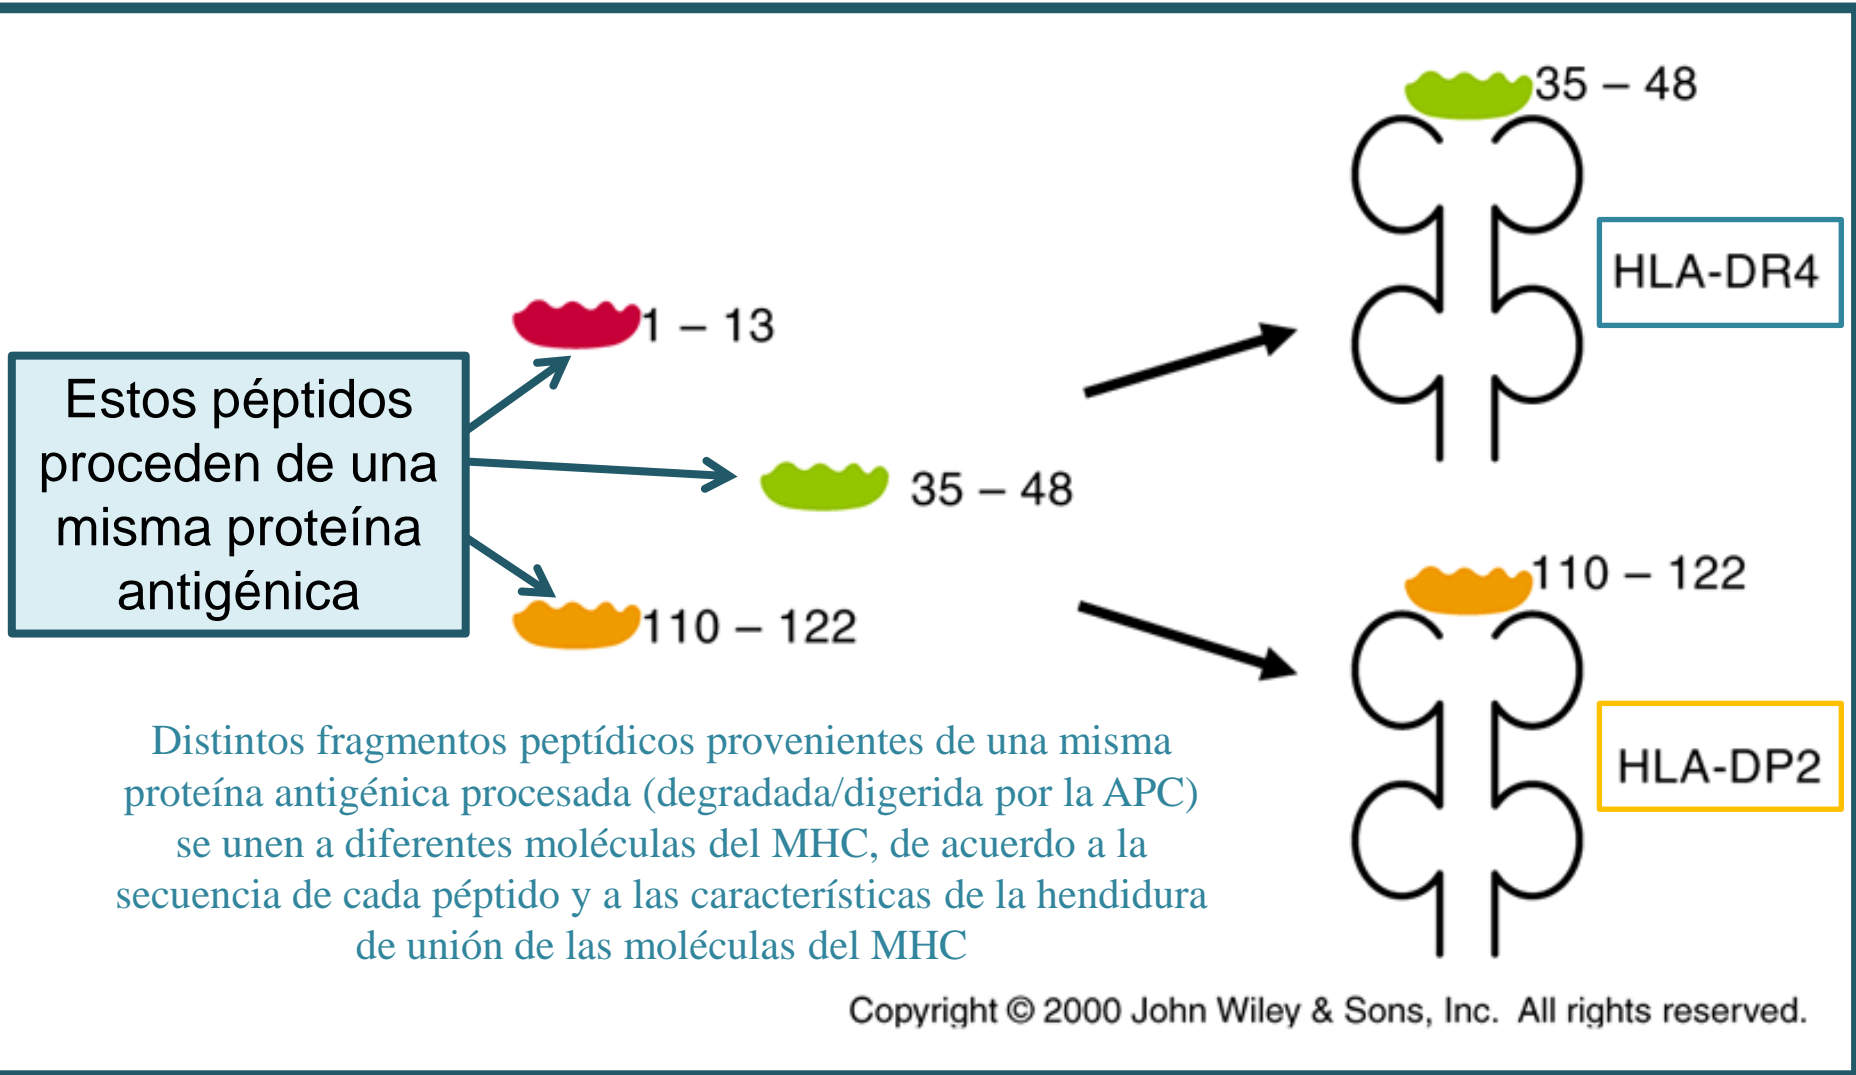 35 – 48
HLA-DR4
1 – 13
Estos péptidos
proceden de una
misma proteína
antigénica
35 – 48
110 – 122
110 – 122
HLA-DP2
Distintos fragmentos peptídicos provenientes de una misma
proteína antigénica procesada (degradada/digerida por la APC)
se unen a diferentes moléculas del MHC, de acuerdo a la
secuencia de cada péptido y a las características de la hendidura
de unión de las moléculas del MHC
Copyright © 2000 John Wiley & Sons, Inc. All rights reserved.